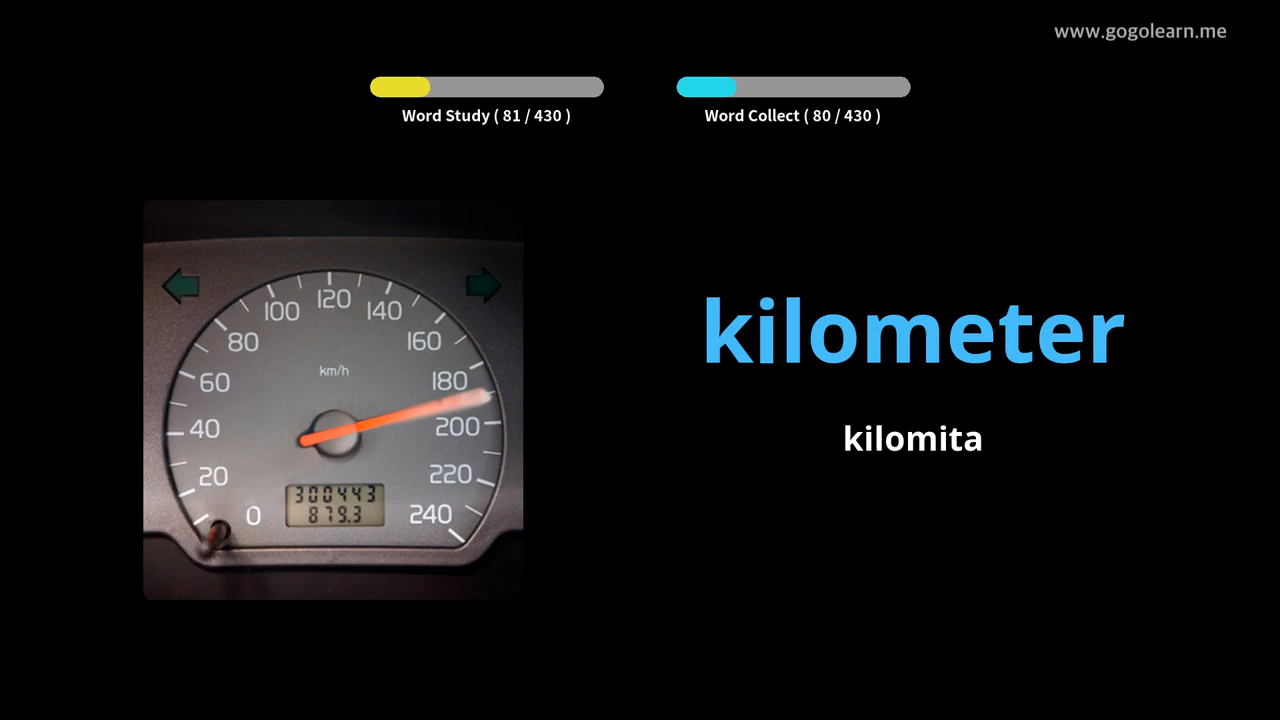 www.gogolearn.me
Word Study ( 81 / 430 )
Word Collect ( 80 / 430 )
120
100
140
80
160
km/h
60
180
40
200
20
220
0
240
300443
879.3
kilometer
kilomita